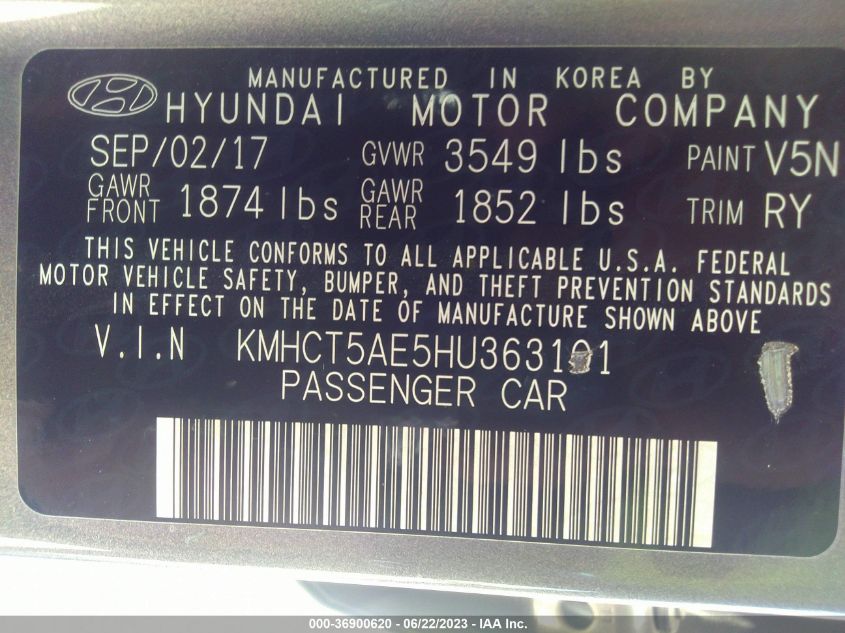 MANUFACTURED IN KOREA BY
HYUNDAI MOTOR COMPANY
SEP/02/17 GVWR 3549 lbs PAINT V5N
GAWR FRONT 1874 lbs GAWR REAR 1852 lbs TRIM RY
THIS VEHICLE CONFORMS TO ALL APPLICABLE U.S.A. FEDERAL
MOTOR VEHICLE SAFETY, BUMPER, AND THEFT PREVENTION STANDARDS
IN EFFECT ON THE DATE OF MANUFACTURE SHOWN ABOVE
V.I.N KMHCT5AE5HU363101
PASSENGER CAR
000-36900620 - 06/22/2023 - IAA Inc.